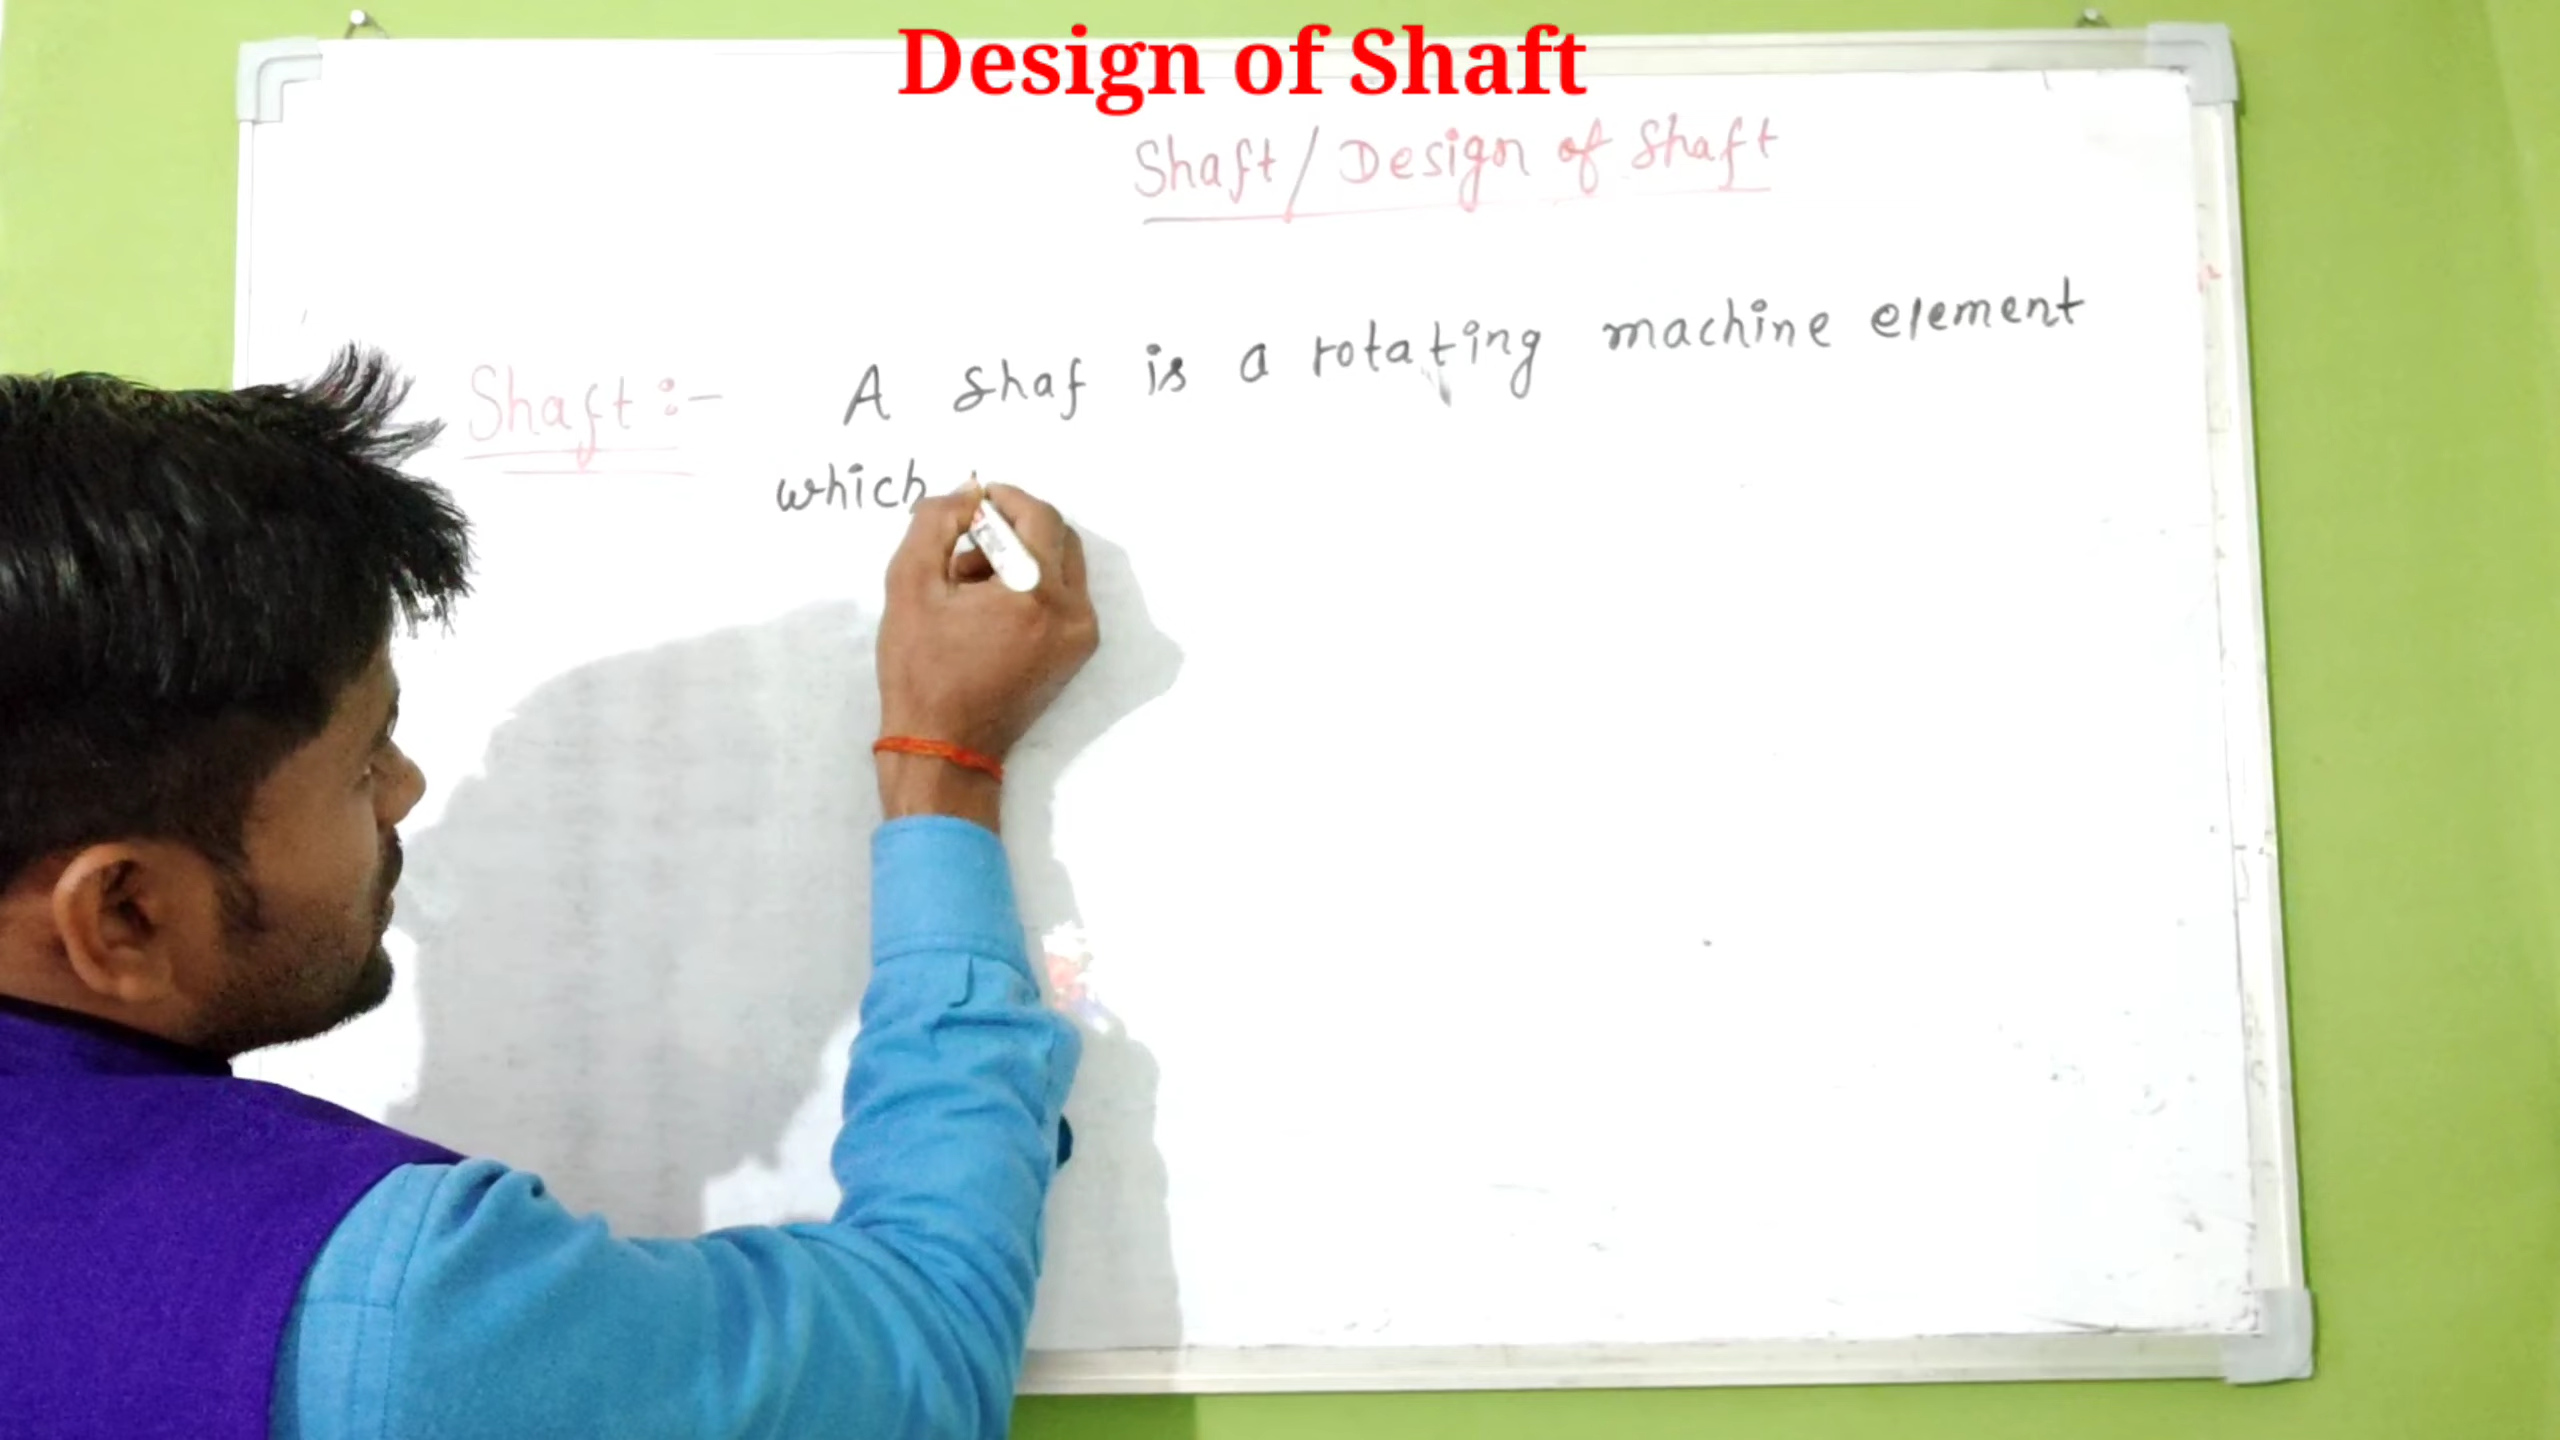 Design of Shaft
Shaft/Design of Shaft
Shaft :- A Shaf is a rotating machine element
which